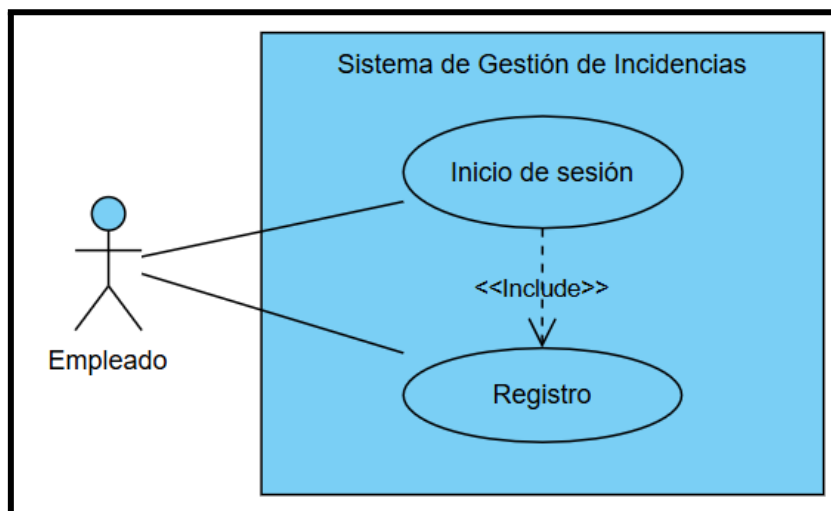 Sistema de Gestión de Incidencias
Inicio de sesión
<<Include>>
Empleado
Registro